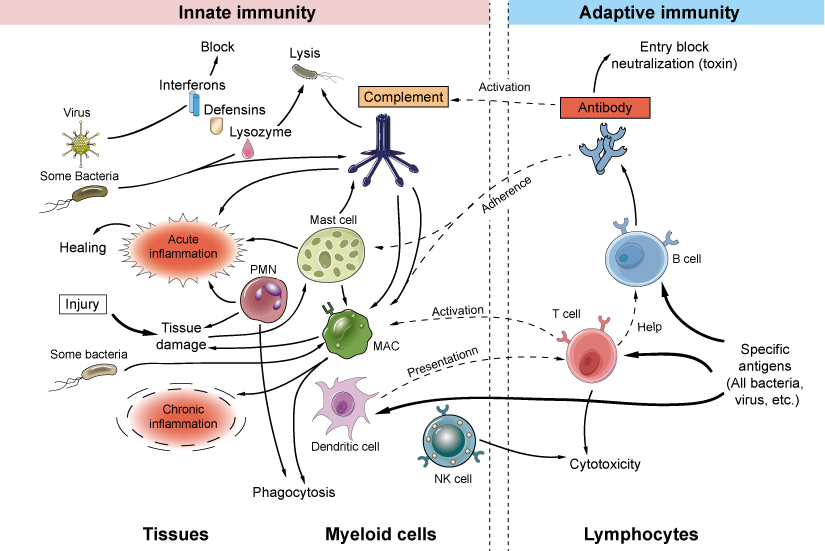 Innate immunity
Adaptive immunity
Block
Lysis
Entry block
neutralization (toxin)
Interferons
Complement
Activation
Antibody
Virus
Defensins
Lysozyme
Some Bacteria
Adherence
Mast cell
Acute
inflammation
Healing
B cell
PMN
Injury
Activation
T cell
Tissue
damage
MAC
Help
Some bacteria
Presentationn
Specific
antigens
(All bacteria,
virus, etc.)
Chronic
inflammation
Dendritic cell
NK cell
Cytotoxicity
Phagocytosis
Tissues
Myeloid cells
Lymphocytes